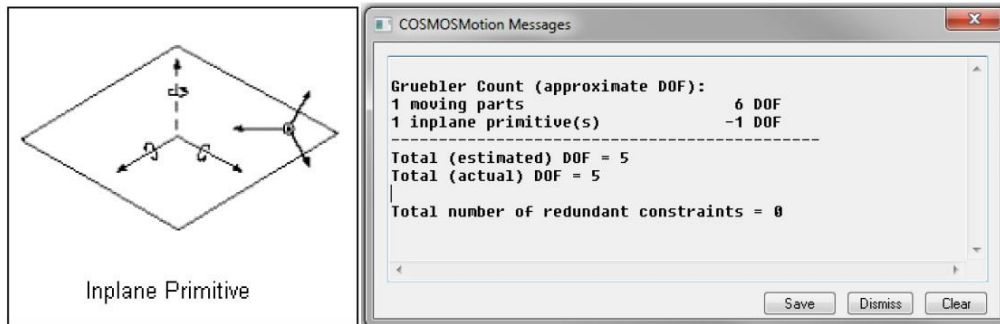 Inplane Primitive
COSMOSMotion Messages
Gruebler Count (approximate DOF):
1 moving parts 6 DOF
1 inplane primitive(s) -1 DOF
Total (estimated) DOF = 5
Total (actual) DOF = 5
Total number of redundant constraints = 0
Save Dismiss Clear